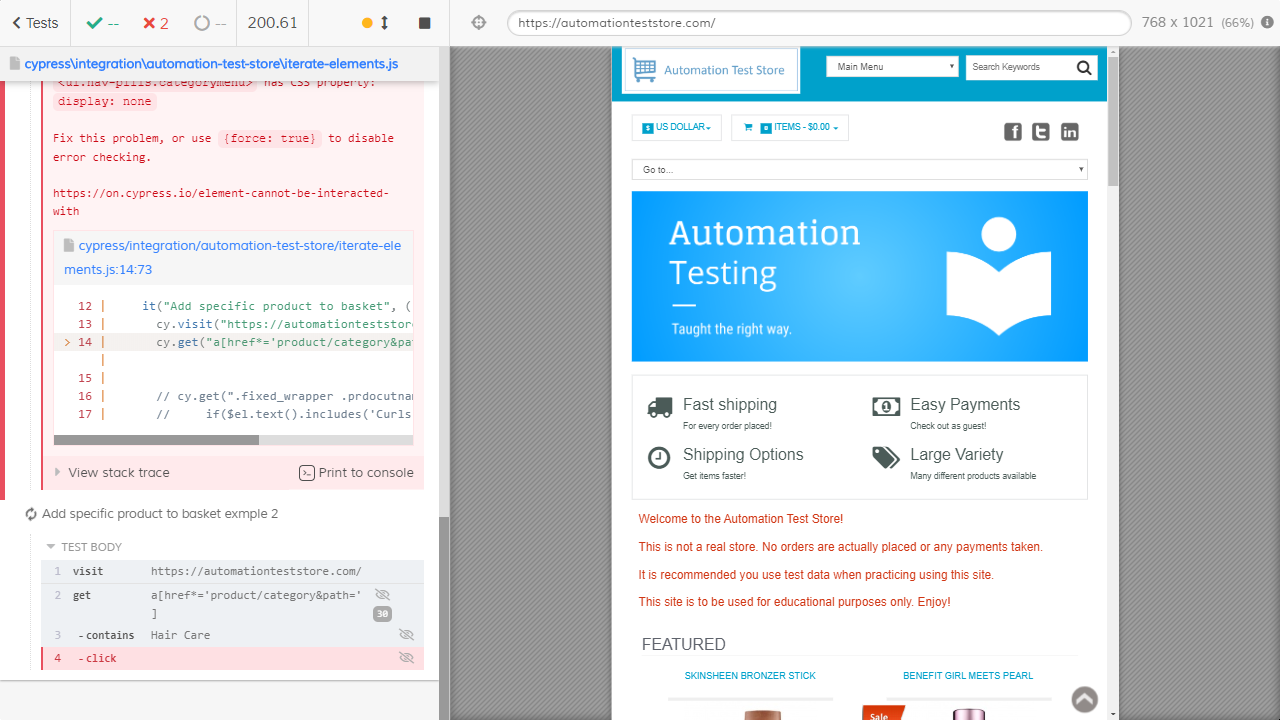 Tests
--
2
--
200.61
cypress\integration\automation-test-store\iterate-elements.js
<ul.nav-pills.categorymenu> has CSS property:
display: none
Fix this problem, or use {force: true} to disable
error checking.
https://on.cypress.io/element-cannot-be-interacted-
with
cypress/integration/automation-test-store/iterate-ele
ments.js:14:73
12 | it("Add specific product to basket", (
13 | cy.visit("https://automationteststor
> 14 | cy.get("a[href*='product/category&pa
|
15 |
16 | // cy.get(".fixed_wrapper .prdocutna
17 | // if($el.text().includes('Curls
View stack trace
Print to console
Add specific product to basket exmple 2
TEST BODY
1 visit https://automationteststore.com/
2 get a[href*='product/category&path='
]
30
3 -contains Hair Care
4 -click
https://automationteststore.com/
768 x 1021 (66%)
Automation Test Store
Main Menu
Search Keywords
$ US DOLLAR
0 ITEMS - $0.00
Go to...
Automation
Testing
Taught the right way.
Fast shipping
For every order placed!
Easy Payments
Check out as guest!
Shipping Options
Get items faster!
Large Variety
Many different products available
Welcome to the Automation Test Store!
This is not a real store. No orders are actually placed or any payments taken.
It is recommended you use test data when practicing using this site.
This site is to be used for educational purposes only. Enjoy!
FEATURED
SKINSHEEN BRONZER STICK
BENEFIT GIRL MEETS PEARL
Sale